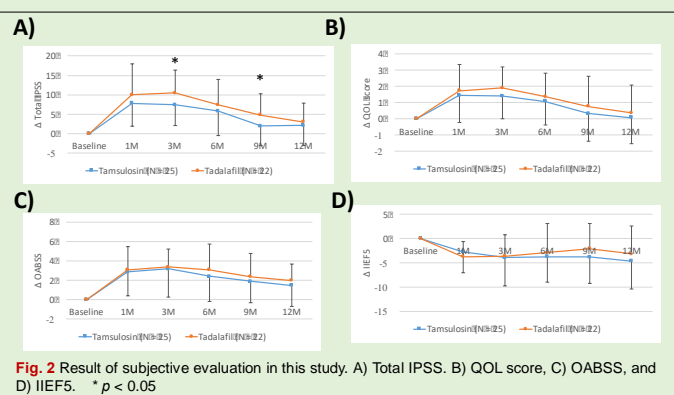 A)
20
15
10
5
0
-5
Δ Total IPSS
*
*
Baseline 1M 3M 6M 9M 12M
Tamsulosin (N = 25) Tadalafil (N = 22)
B)
4
3
2
1
0
-1
-2
Δ QOL score
Baseline 1M 3M 6M 9M 12M
Tamsulosin (N = 25) Tadalafil (N = 22)
C)
8
6
4
2
0
-2
Δ OABSS
Baseline 1M 3M 6M 9M 12M
Tamsulosin (N = 25) Tadalafil (N = 22)
D)
5
0
-5
-10
-15
Δ IIEF5
Baseline 1M 3M 6M 9M 12M
Tamsulosin (N = 25) Tadalafil (N = 22)
Fig. 2 Result of subjective evaluation in this study. A) Total IPSS. B) QOL score, C) OABSS, and
D) IIEF5. * p < 0.05